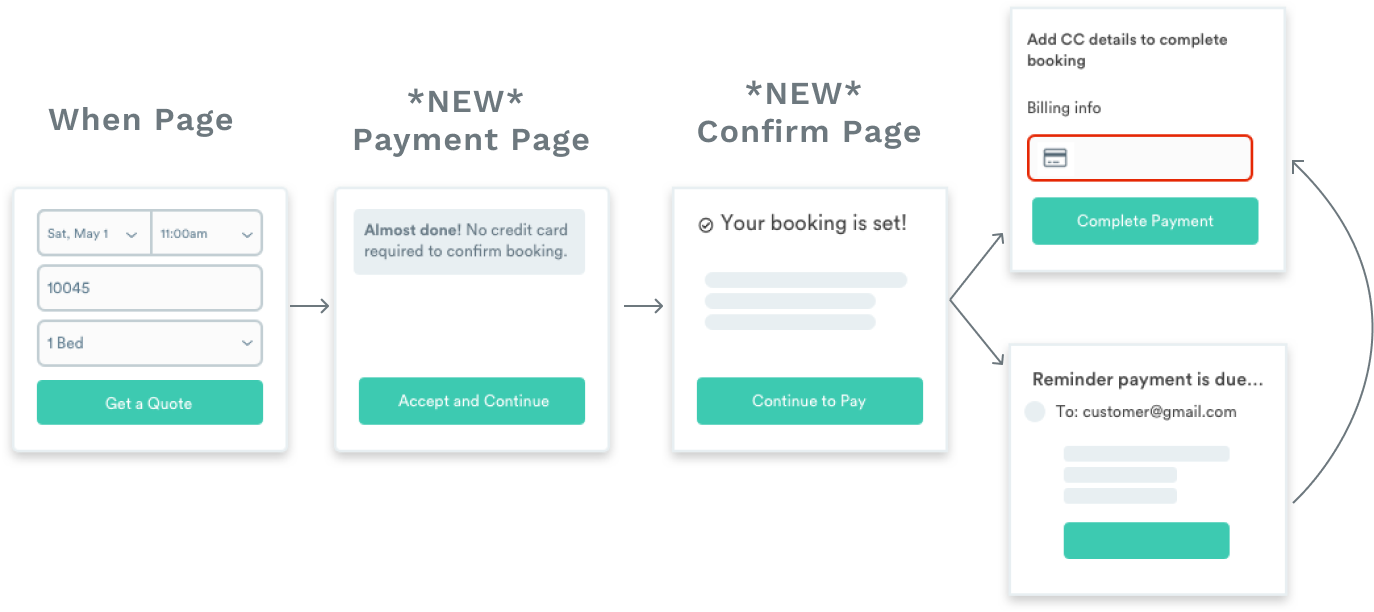 When Page
Sat, May 1
11:00am
10045
1 Bed
Get a Quote
*NEW*
Payment Page
Almost done! No credit card
required to confirm booking.
Accept and Continue
*NEW*
Confirm Page
Your booking is set!
Continue to Pay
Add CC details to complete
booking
Billing info
Complete Payment
Reminder payment is due...
To: customer@gmail.com